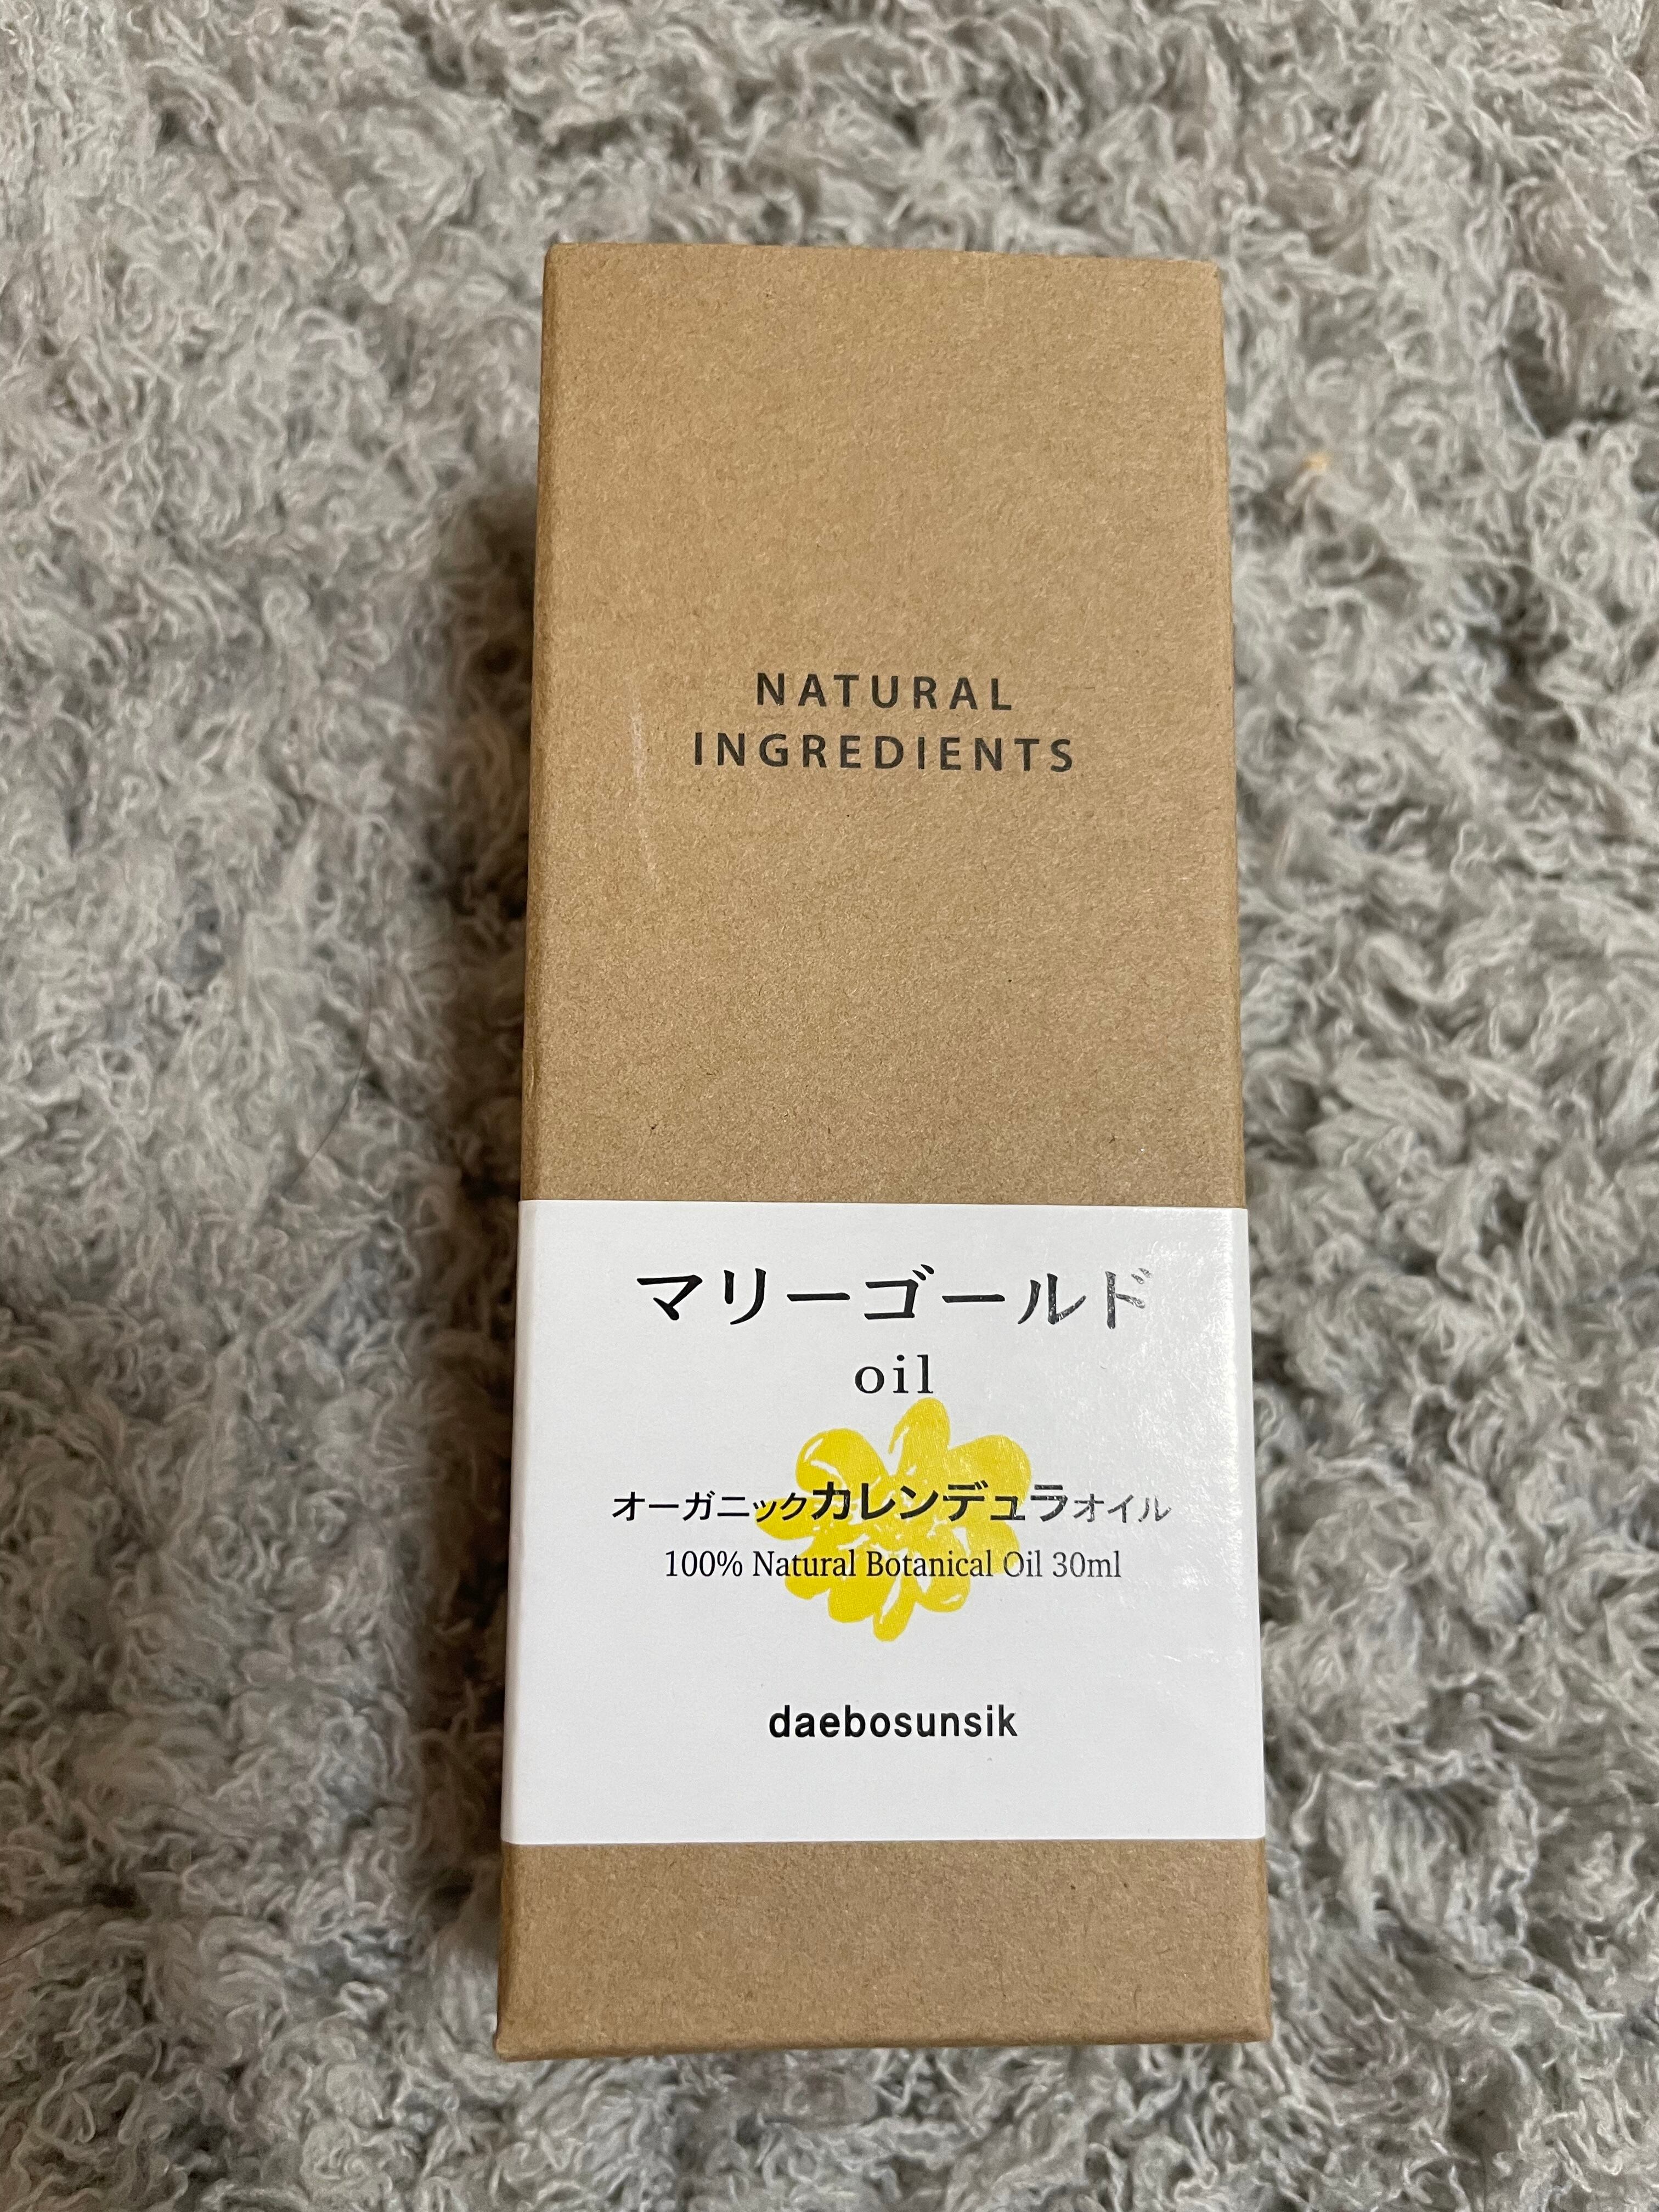 NATURAL
INGREDIENTS
マリーゴールド
oil
オーガニックカレンデュラオイル
100% Natural Botanical Oil 30ml
daebosunsik